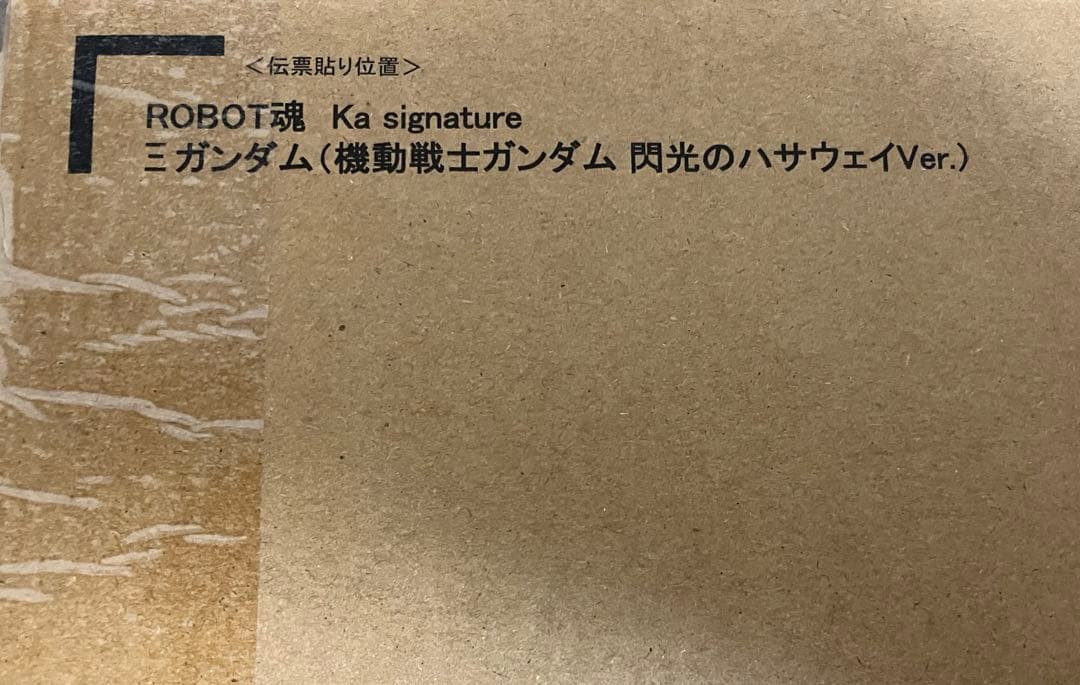 ＜伝票貼り位置＞
ROBOT魂　Ka signature
Ξガンダム（機動戦士ガンダム 閃光のハサウェイVer.）